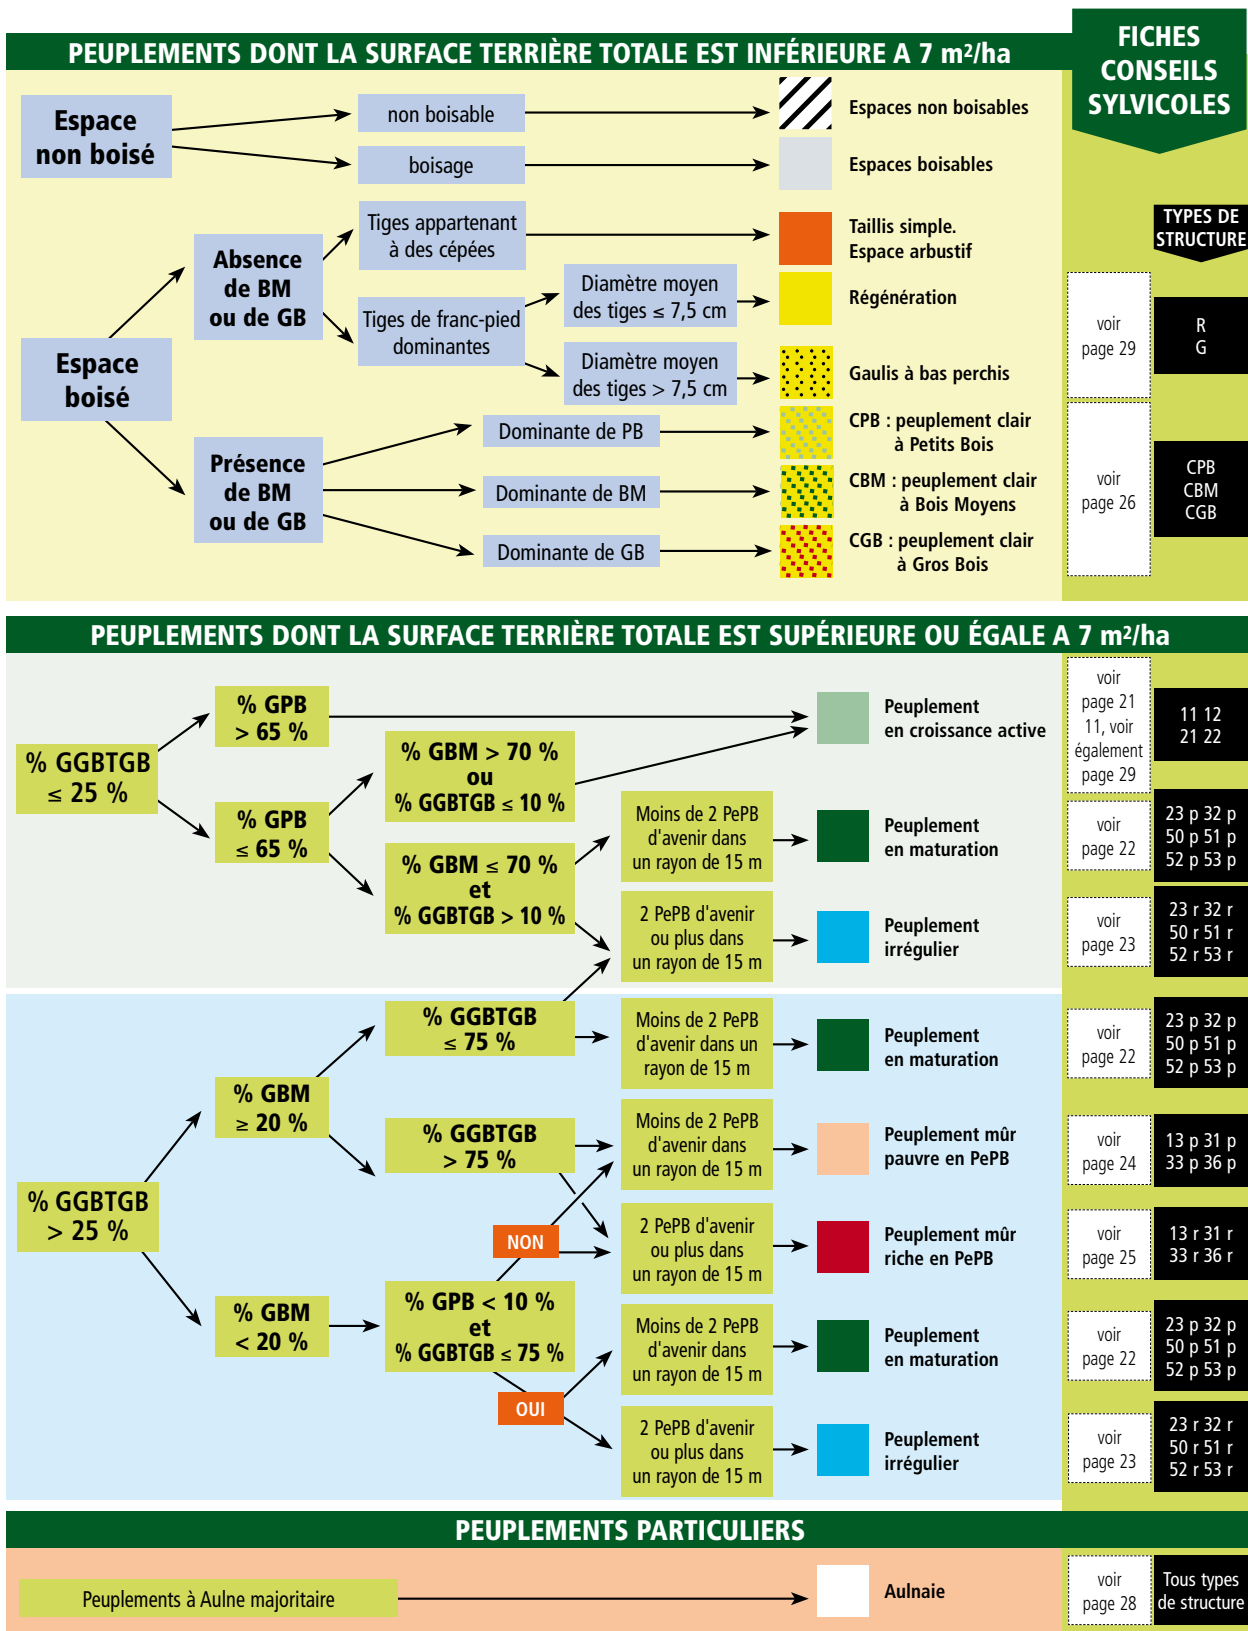 FICHES
CONSEILS
SYLVICOLES
PEUPLEMENTS DONT LA SURFACE TERRIÈRE TOTALE EST INFÉRIEURE A 7 m²/ha
Espace
non boisé
non boisable
Espaces non boisables
boisage
Espaces boisables
TYPES DE
STRUCTURE
Espace
boisé
Absence
de BM
ou de GB
Tiges appartenant
à des cépées
Taillis simple.
Espace arbustif
Tiges de franc-pied
dominantes
Diamètre moyen
des tiges ≤ 7,5 cm
Régénération
Diamètre moyen
des tiges > 7,5 cm
Gaulis à bas perchis
voir
page 29
R
G
Présence
de BM
ou de GB
Dominante de PB
CPB : peuplement clair
à Petits Bois
Dominante de BM
CBM : peuplement clair
à Bois Moyens
Dominante de GB
CGB : peuplement clair
à Gros Bois
voir
page 26
CPB
CBM
CGB
PEUPLEMENTS DONT LA SURFACE TERRIÈRE TOTALE EST SUPÉRIEURE OU ÉGALE A 7 m²/ha
% GGBTGB
≤ 25 %
% GPB
> 65 %
Peuplement
en croissance active
voir
page 21
11, voir
également
page 29
11 12
21 22
% GPB
≤ 65 %
% GBM > 70 %
ou
% GGBTGB ≤ 10 %
% GBM ≤ 70 %
et
% GGBTGB > 10 %
Moins de 2 PePB
d'avenir dans
un rayon de 15 m
Peuplement
en maturation
voir
page 22
23 p 32 p
50 p 51 p
52 p 53 p
2 PePB d'avenir
ou plus dans
un rayon de 15 m
Peuplement
irrégulier
voir
page 23
23 r 32 r
50 r 51 r
52 r 53 r
% GGBTGB
> 25 %
% GBM
≥ 20 %
% GGBTGB
≤ 75 %
Moins de 2 PePB
d'avenir dans un
rayon de 15 m
Peuplement
en maturation
voir
page 22
23 p 32 p
50 p 51 p
52 p 53 p
% GGBTGB
> 75 %
Moins de 2 PePB
d'avenir dans
un rayon de 15 m
Peuplement mûr
pauvre en PePB
voir
page 24
13 p 31 p
33 p 36 p
NON
2 PePB d'avenir
ou plus dans
un rayon de 15 m
Peuplement mûr
riche en PePB
voir
page 25
13 r 31 r
33 r 36 r
% GBM
< 20 %
% GPB < 10 %
et
% GGBTGB ≤ 75 %
OUI
Moins de 2 PePB
d'avenir dans
un rayon de 15 m
Peuplement
en maturation
voir
page 22
23 p 32 p
50 p 51 p
52 p 53 p
2 PePB d'avenir
ou plus dans
un rayon de 15 m
Peuplement
irrégulier
voir
page 23
23 r 32 r
50 r 51 r
52 r 53 r
PEUPLEMENTS PARTICULIERS
Peuplements à Aulne majoritaire
Aulnaie
voir
page 28
Tous types
de structure